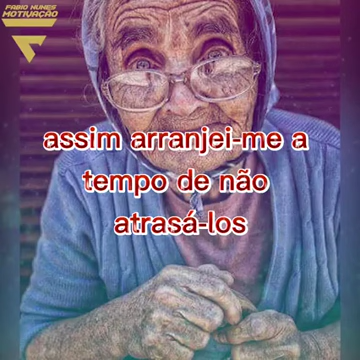 FABIO NUNES
MOTIVAÇÃO
assim arranjei-me a
tempo de não
atrasá-los